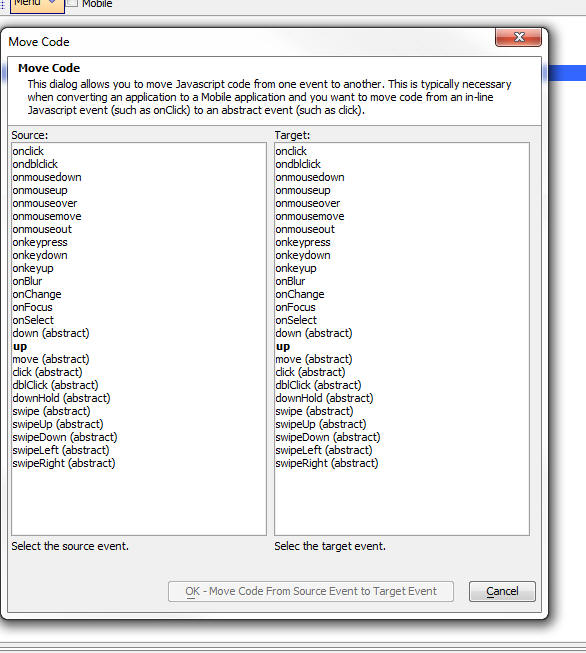 Menu
Mobile
Move Code
Move Code
This dialog allows you to move Javascript code from one event to another. This is typically necessary
when converting an application to a Mobile application and you want to move code from an in-line
Javascript event (such as onClick) to an abstract event (such as click).
Source:
onclick
ondblclick
onmousedown
onmouseup
onmouseover
onmousemove
onmouseout
onkeypress
onkeydown
onkeyup
onBlur
onChange
onFocus
onSelect
down (abstract)
up
move (abstract)
click (abstract)
dblClick (abstract)
downHold (abstract)
swipe (abstract)
swipeUp (abstract)
swipeDown (abstract)
swipeLeft (abstract)
swipeRight (abstract)
Select the source event.
Target:
onclick
ondblclick
onmousedown
onmouseup
onmouseover
onmousemove
onmouseout
onkeypress
onkeydown
onkeyup
onBlur
onChange
onFocus
onSelect
down (abstract)
up
move (abstract)
click (abstract)
dblClick (abstract)
downHold (abstract)
swipe (abstract)
swipeUp (abstract)
swipeDown (abstract)
swipeLeft (abstract)
swipeRight (abstract)
Selec the target event.
OK - Move Code From Source Event to Target Event
Cancel